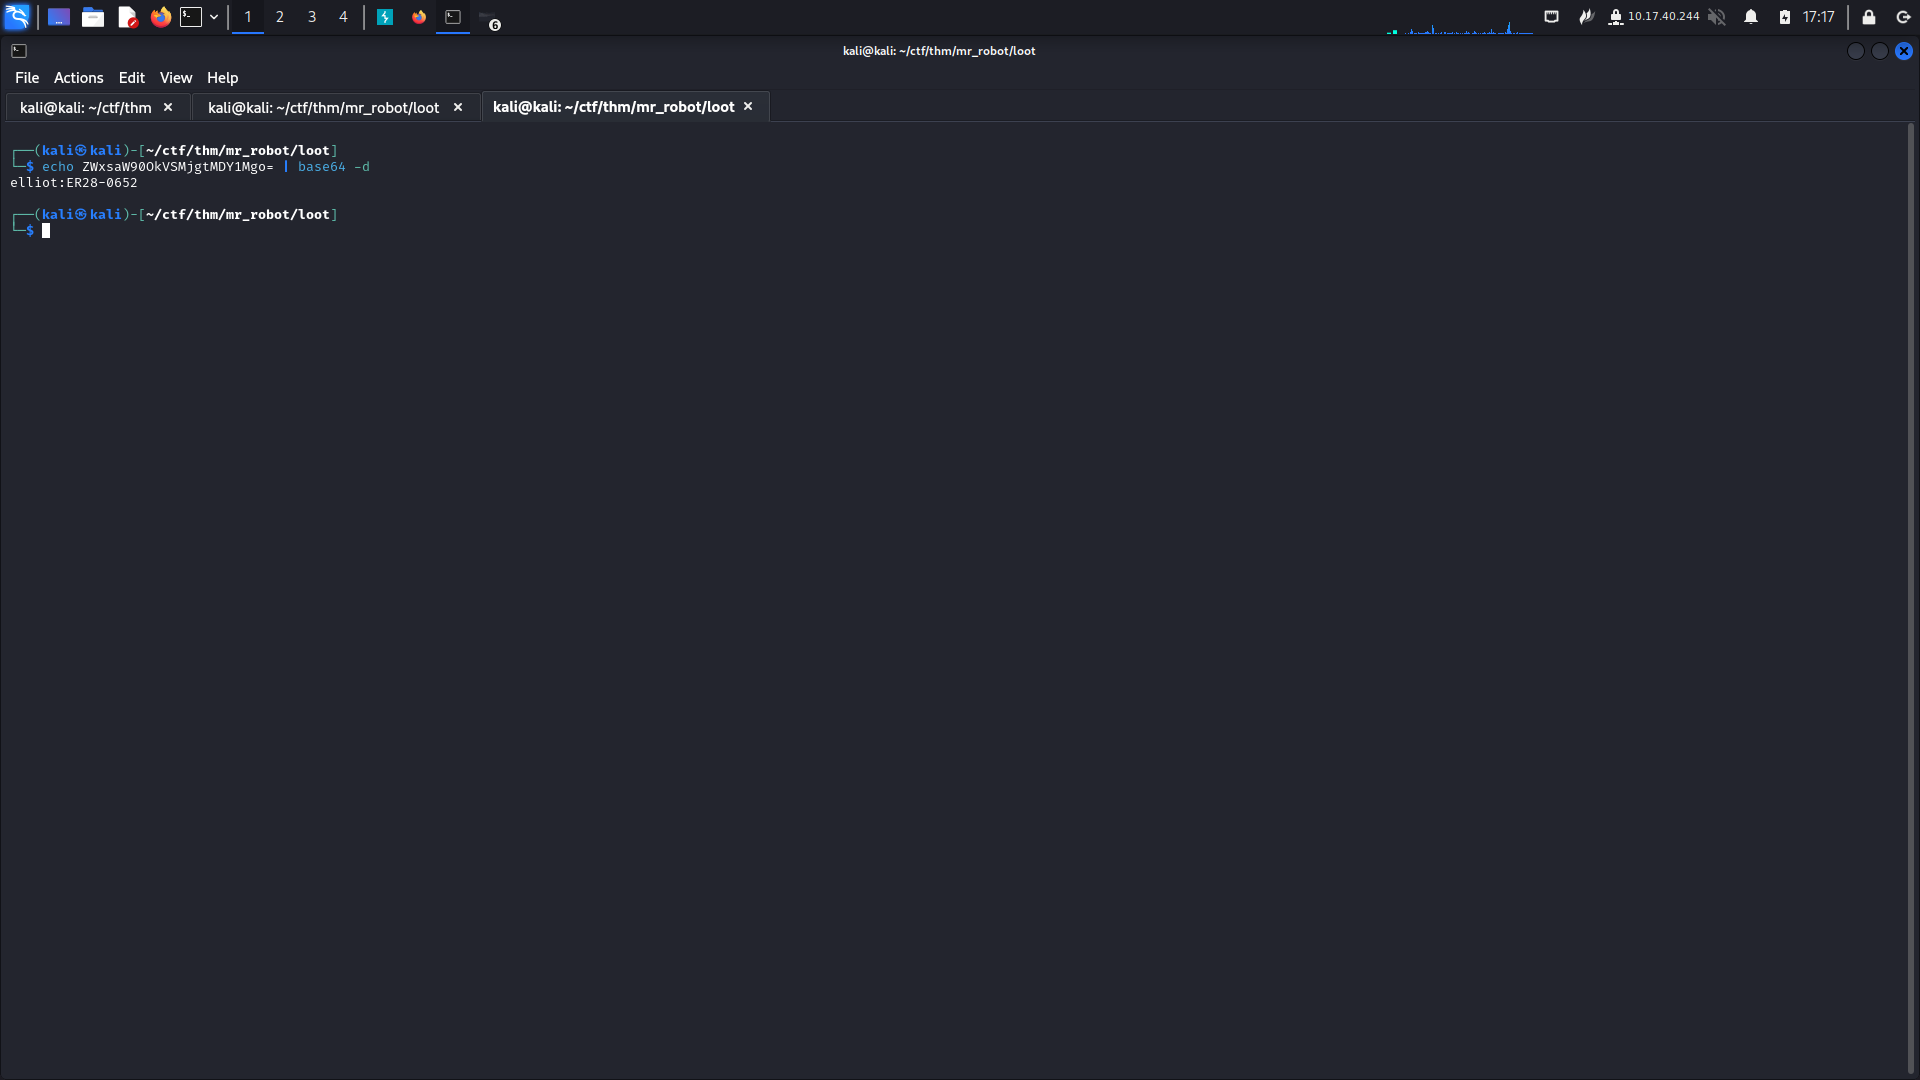 1 2 3 4 6 10.17.40.244 17:17
kali@kali: ~/ctf/thm/mr_robot/loot
File Actions Edit View Help
kali@kali: ~/ctf/thm × kali@kali: ~/ctf/thm/mr_robot/loot × kali@kali: ~/ctf/thm/mr_robot/loot ×
┌──(kali㉿kali)-[~/ctf/thm/mr_robot/loot]
└─$ echo ZWxsaW90OkVSMjgtMDY1Mgo= | base64 -d
elliot:ER28-0652
┌──(kali㉿kali)-[~/ctf/thm/mr_robot/loot]
└─$